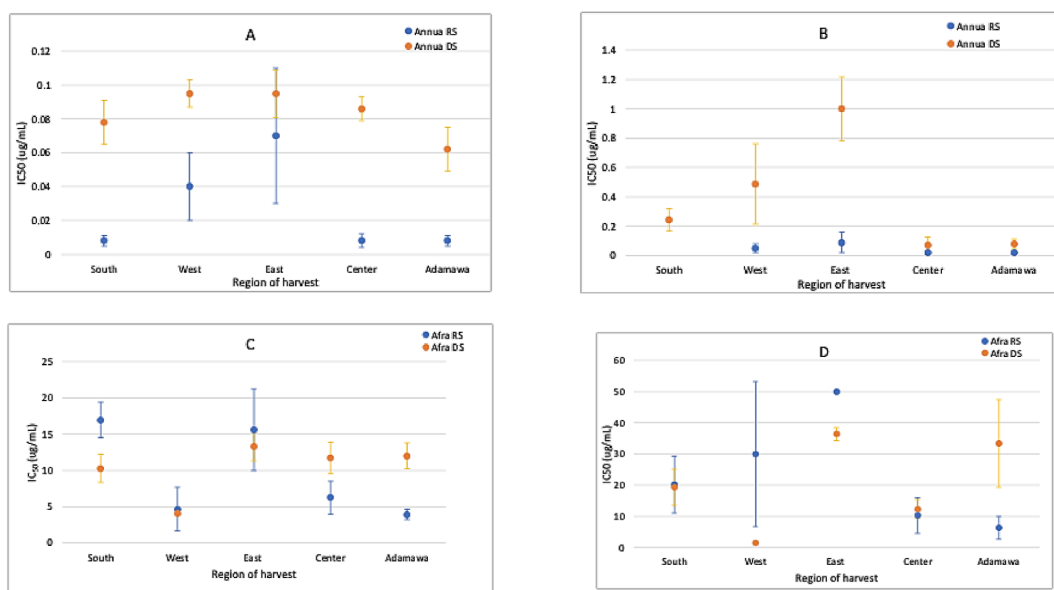 A
Annua RS
Annua DS
0.12
0.1
0.08
0.06
0.04
0.02
0
IC50 (ug/mL)
South West East Center Adamawa
Region of harvest
B
Annua RS
Annua DS
1.4
1.2
1
0.8
0.6
0.4
0.2
0
IC50 (ug/mL)
South West East Center Adamawa
Region of harvest
C
Afra RS
Afra DS
25
20
15
10
5
0
IC₅₀ (ug/mL)
South West East Center Adamawa
Region of harvest
D
Afra RS
Afra DS
60
50
40
30
20
10
0
IC50 (ug/mL)
South West East Center Adamawa
Region of harvest